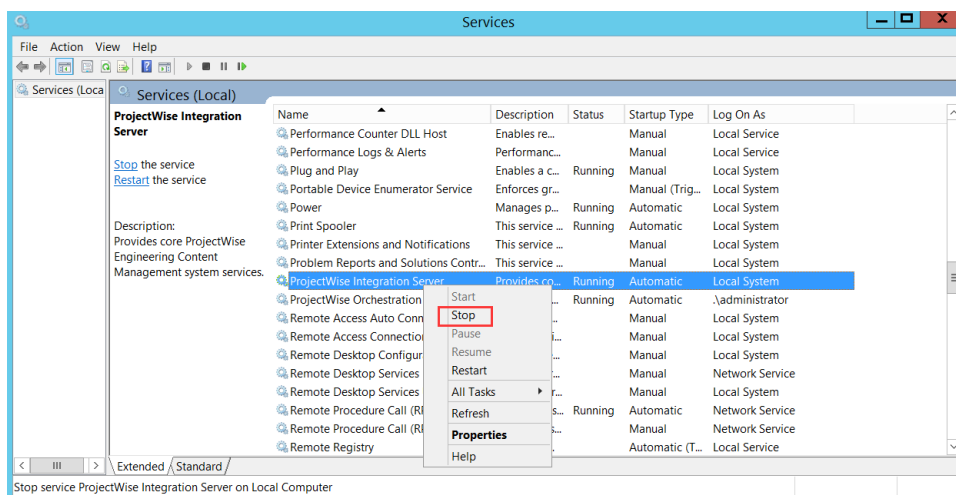 Services
File Action View Help
Services (Loca
Services (Local)
ProjectWise Integration
Server
Stop the service
Restart the service
Description:
Provides core ProjectWise
Engineering Content
Management system services.
Name Description Status Startup Type Log On As
Performance Counter DLL Host Enables re... Manual Local Service
Performance Logs & Alerts Performanc... Manual Local Service
Plug and Play Enables a c... Running Manual Local System
Portable Device Enumerator Service Enforces gr... Manual (Trig... Local System
Power Manages p... Running Automatic Local System
Print Spooler This service ... Running Automatic Local System
Printer Extensions and Notifications This service ... Manual Local System
Problem Reports and Solutions Contr... This service ... Manual Local System
ProjectWise Integration Server Provides co... Running Automatic Local System
ProjectWise Orchestration ... Running Automatic .\administrator
Remote Access Auto Conn ... Manual Local System
Remote Access Connection i... Manual Local System
Remote Desktop Configur ... Manual Local System
Remote Desktop Services ... Manual Network Service
Remote Desktop Services r... Manual Local System
Remote Procedure Call (R s... Running Automatic Network Service
Remote Procedure Call (R s... Manual Network Service
Remote Registry . Automatic (T... Local Service
Start
Stop
Pause
Resume
Restart
All Tasks
Refresh
Properties
Help
Extended Standard
Stop service ProjectWise Integration Server on Local Computer